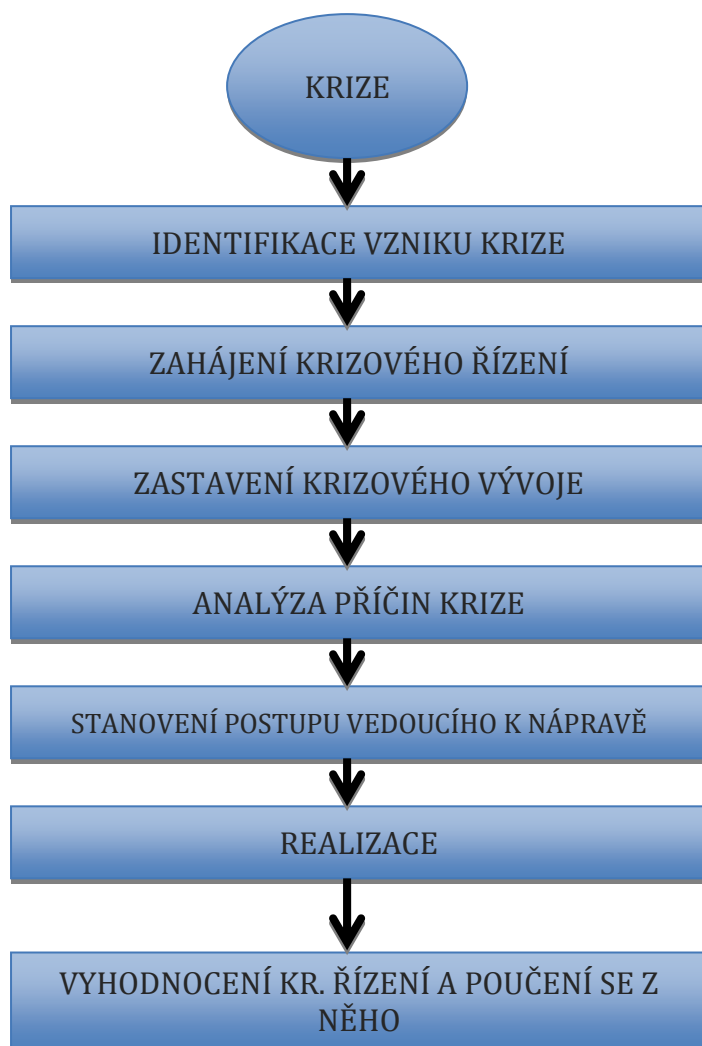 KRIZE
IDENTIFIKACE VZNIKU KRIZE
ZAHÁJENÍ KRIZOVÉHO ŘÍZENÍ
ZASTAVENÍ KRIZOVÉHO VÝVOJE
ANALÝZA PŘÍČIN KRIZE
STANOVENÍ POSTUPU VEDOUCÍHO K NÁPRAVĚ
REALIZACE
VYHODNOCENÍ KR. ŘÍZENÍ A POUČENÍ SE Z
NĚHO